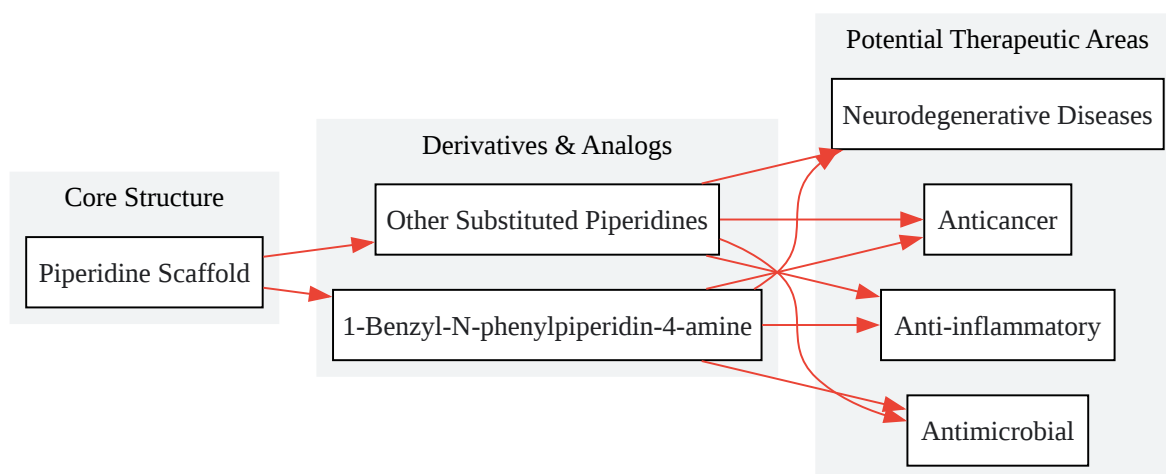 Core Structure
Piperidine Scaffold
Derivatives & Analogs
Other Substituted Piperidines
1-Benzyl-N-phenylpiperidin-4-amine
Potential Therapeutic Areas
Neurodegenerative Diseases
Anticancer
Anti-inflammatory
Antimicrobial